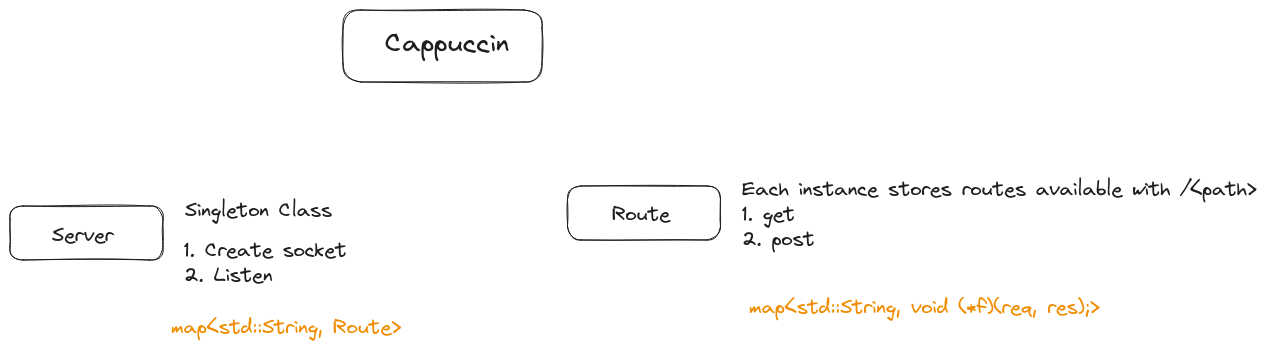 Cappuccin
Server
Singleton Class
1. Create socket
2. Listen
map<std::String, Route>
Route
Each instance stores routes available with /<path>
1. get
2. post
map<std::String, void (*f)(req, res);>